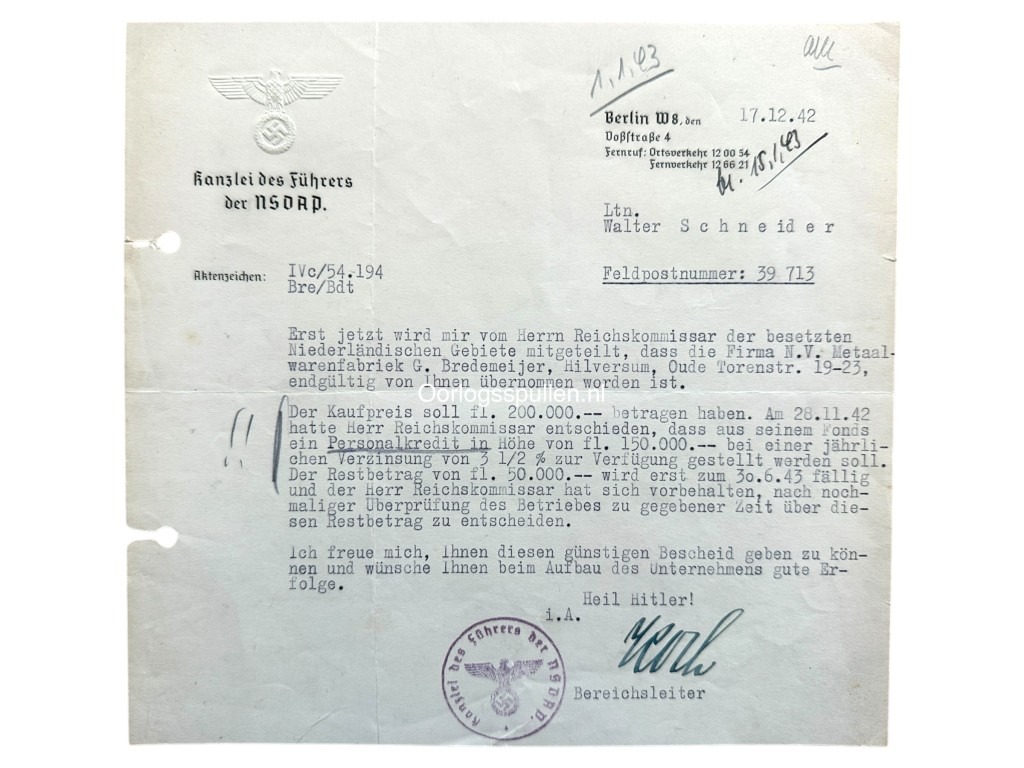 1.1.43
Kanzlei des Führers
der NSDAP.
Berlin W8, den 17.12.42
Voßstraße 4
Fernruf: Ortsverkehr 12 00 54
Fernverkehr 12 66 21
15.1.43
Ltn.
Walter S c h n e i d e r
Feldpostnummer: 39 713
Aktenzeichen: IVc/54.194
Bre/Bdt
Erst jetzt wird mir vom Herrn Reichskommissar der besetzten
Niederländischen Gebiete mitgeteilt, dass die Firma N.V. Metaal-
warenfabriek G. Bredemeijer, Hilversum, Oude Torenstr. 19-23,
endgültig von Ihnen übernommen worden ist.
Oorlogsspullen.nl
!!
Der Kaufpreis soll fl. 200.000.-- betragen haben. Am 28.11.42
hatte Herr Reichskommissar entschieden, dass aus seinem Fonds
ein Personalkredit in Höhe von fl. 150.000.-- bei einer jährli-
chen Verzinsung von 3 1/2 % zur Verfügung gestellt werden soll.
Der Restbetrag von fl. 50.000.-- wird erst zum 30.6.43 fällig
und der Herr Reichskommissar hat sich vorbehalten, nach noch-
maliger Überprüfung des Betriebes zu gegebener Zeit über die-
sen Restbetrag zu entscheiden.
Ich freue mich, Ihnen diesen günstigen Bescheid geben zu kön-
nen und wünsche Ihnen beim Aufbau des Unternehmens gute Er-
folge.
Heil Hitler!
i.A.
Kanzlei des Führers der NSDAP.
Bereichsleiter